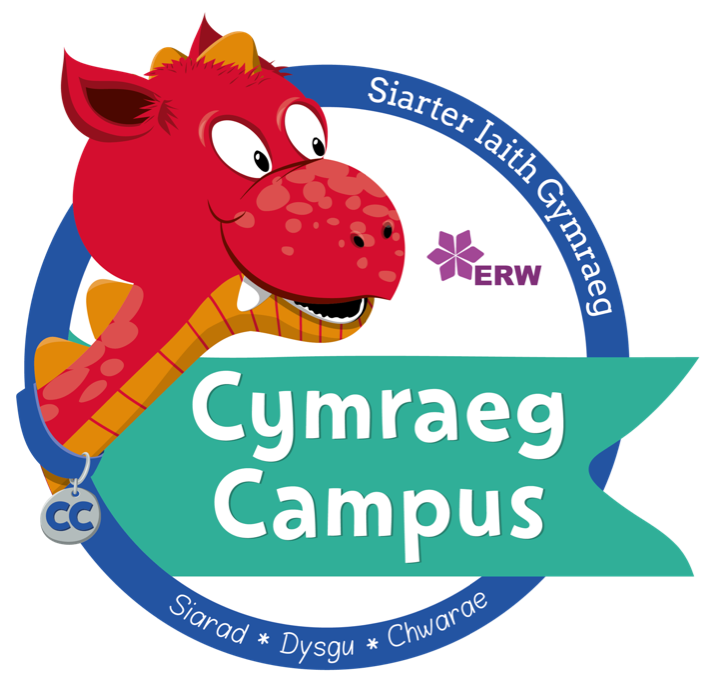 Siarter Iaith Gymraeg
ERW
Cymraeg
Campus
CC
Siarad * Dysgu * Chwarae